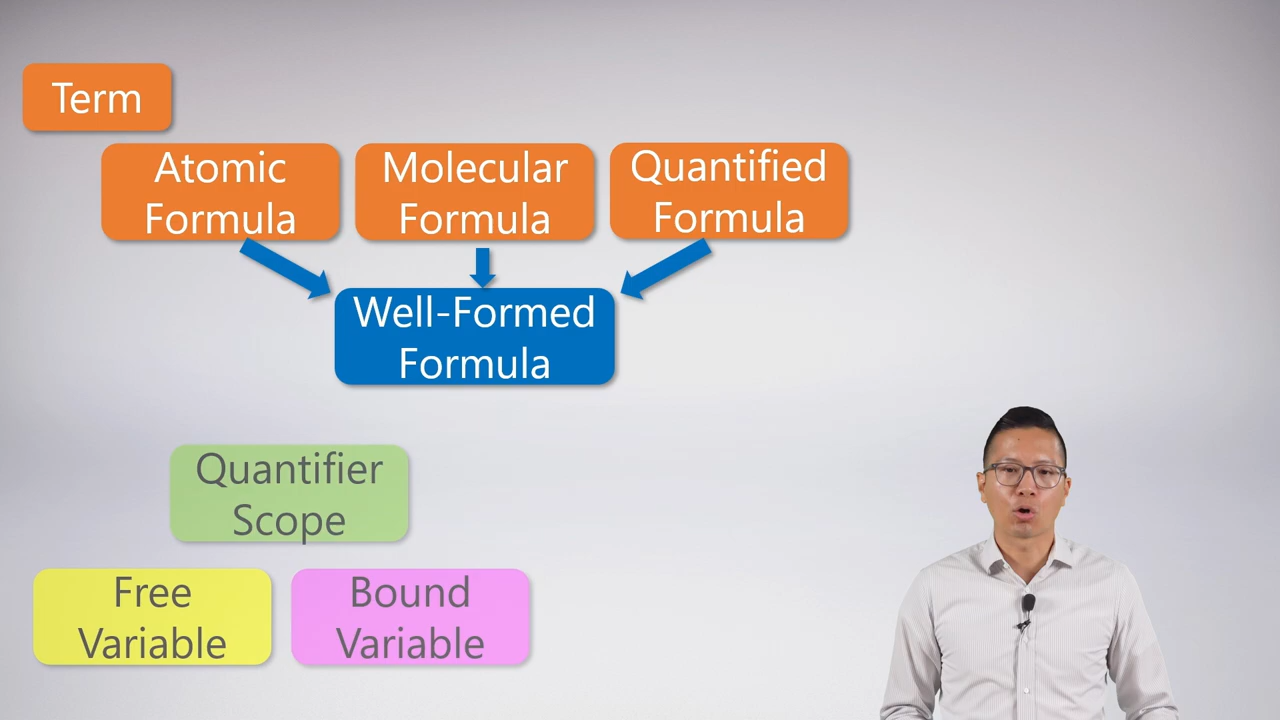 Term
Atomic
Formula
Molecular
Formula
Quantified
Formula
Well-Formed
Formula
Quantifier
Scope
Free
Variable
Bound
Variable